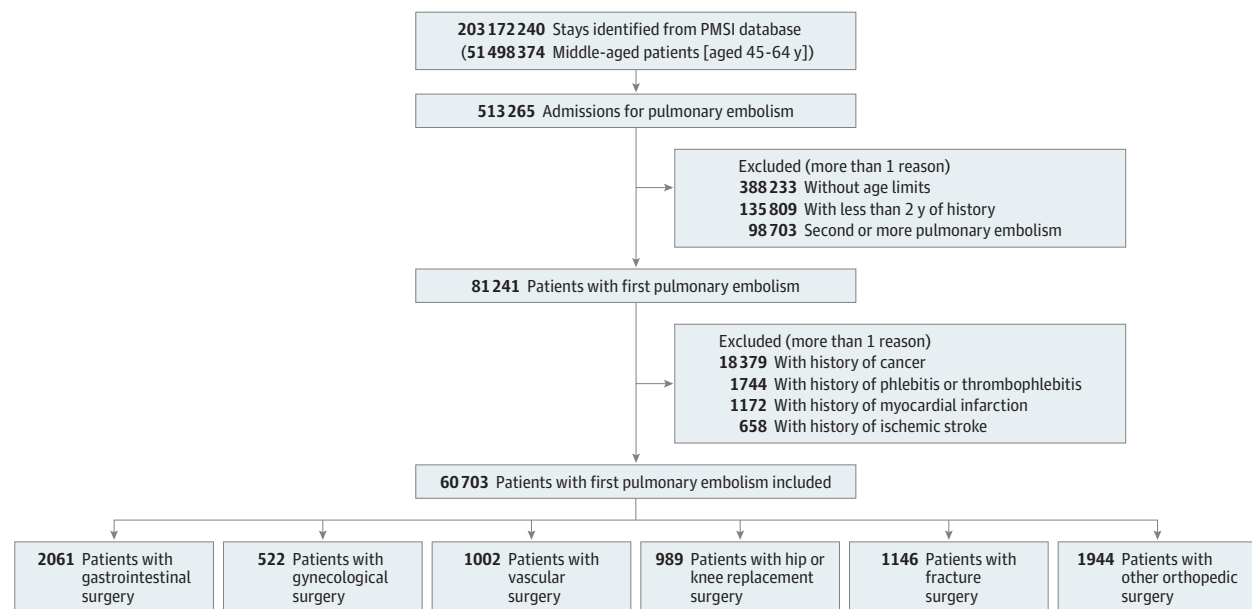 203 172 240 Stays identified from PMSI database
(51 498 374 Middle-aged patients [aged 45-64 y])
513 265 Admissions for pulmonary embolism
Excluded (more than 1 reason)
388 233 Without age limits
135 809 With less than 2 y of history
98 703 Second or more pulmonary embolism
81 241 Patients with first pulmonary embolism
Excluded (more than 1 reason)
18 379 With history of cancer
1744 With history of phlebitis or thrombophlebitis
1172 With history of myocardial infarction
658 With history of ischemic stroke
60 703 Patients with first pulmonary embolism included
2061 Patients with
gastrointestinal
surgery
522 Patients with
gynecological
surgery
1002 Patients with
vascular
surgery
989 Patients with hip or
knee replacement
surgery
1146 Patients with
fracture
surgery
1944 Patients with
other orthopedic
surgery